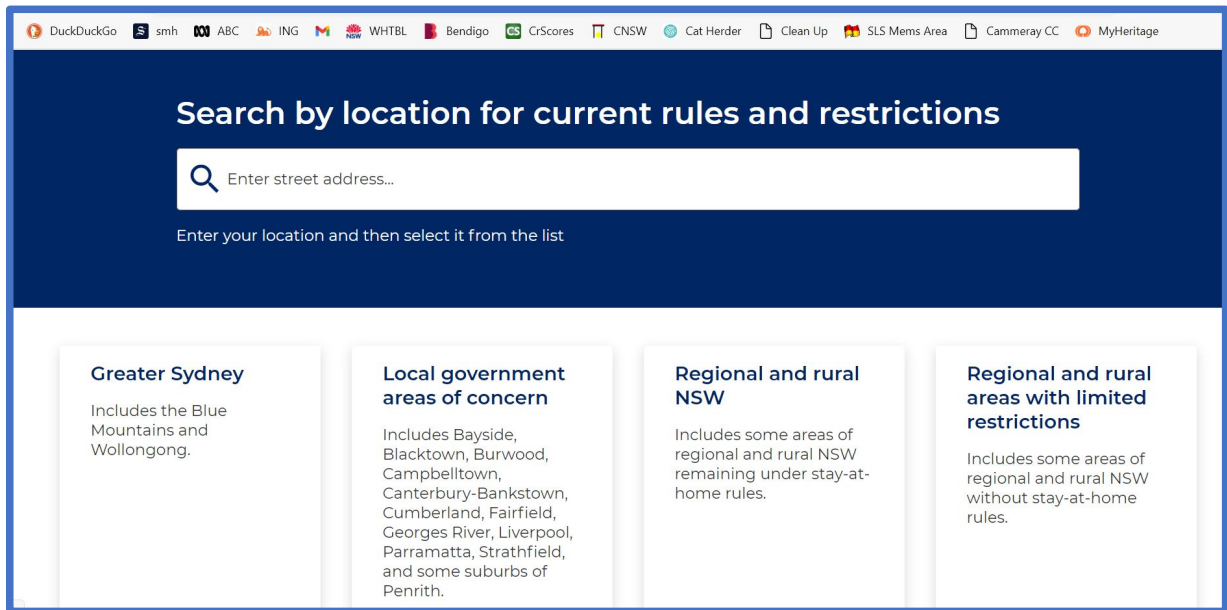 DuckDuckGo smh ABC ING WHTBL Bendigo CS CrScores CNSW Cat Herder Clean Up SLS Mems Area Cammeray CC MyHeritage
Search by location for current rules and restrictions
Enter street address...
Enter your location and then select it from the list
Greater Sydney
Includes the Blue
Mountains and
Wollongong.
Local government
areas of concern
Includes Bayside,
Blacktown, Burwood,
Campbelltown,
Canterbury-Bankstown,
Cumberland, Fairfield,
Georges River, Liverpool,
Parramatta, Strathfield,
and some suburbs of
Penrith.
Regional and rural
NSW
Includes some areas of
regional and rural NSW
remaining under stay-at-
home rules.
Regional and rural
areas with limited
restrictions
Includes some areas of
regional and rural NSW
without stay-at-home
rules.